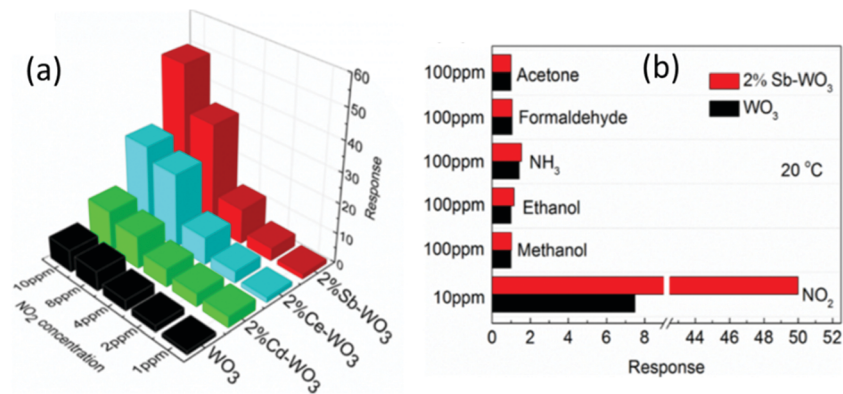 (a)
60
50
40
30
20
10
0
Response
10ppm
8ppm
4ppm
2ppm
1ppm
NO2 concentration
WO3
2%Cd-WO3
2%Ce-WO3
2%Sb-WO3
(b)
100ppm Acetone
100ppm Formaldehyde
100ppm NH3
100ppm Ethanol
100ppm Methanol
10ppm NO2
2% Sb-WO3
WO3
20 °C
0 2 4 6 8 44 46 48 50 52
Response